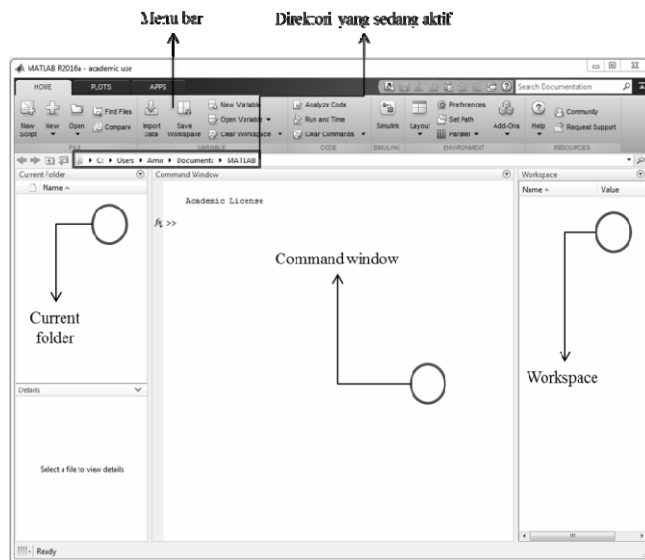 Menu bar
Direktori yang sedang aktif
MATLAB R2016a - academic use
HOME PLOTS APPS
Search Documentation
New Script
New
Open
Find Files
Compare
Import Data
Save Workspace
New Variable
Open Variable
Clear Workspace
Analyze Code
Run and Time
Clear Commands
Simulink
Layout
Preferences
Set Path
Parallel
Add-Ons
Help
Community
Request Support
FILE VARIABLE CODE SIMULINK ENVIRONMENT RESOURCES
C: Users Amir Documents MATLAB
Current Folder
Command Window
Workspace
Name
Name Value
Academic License
fx >>
Command window
Current folder
Workspace
Details
Select a file to view details
Ready